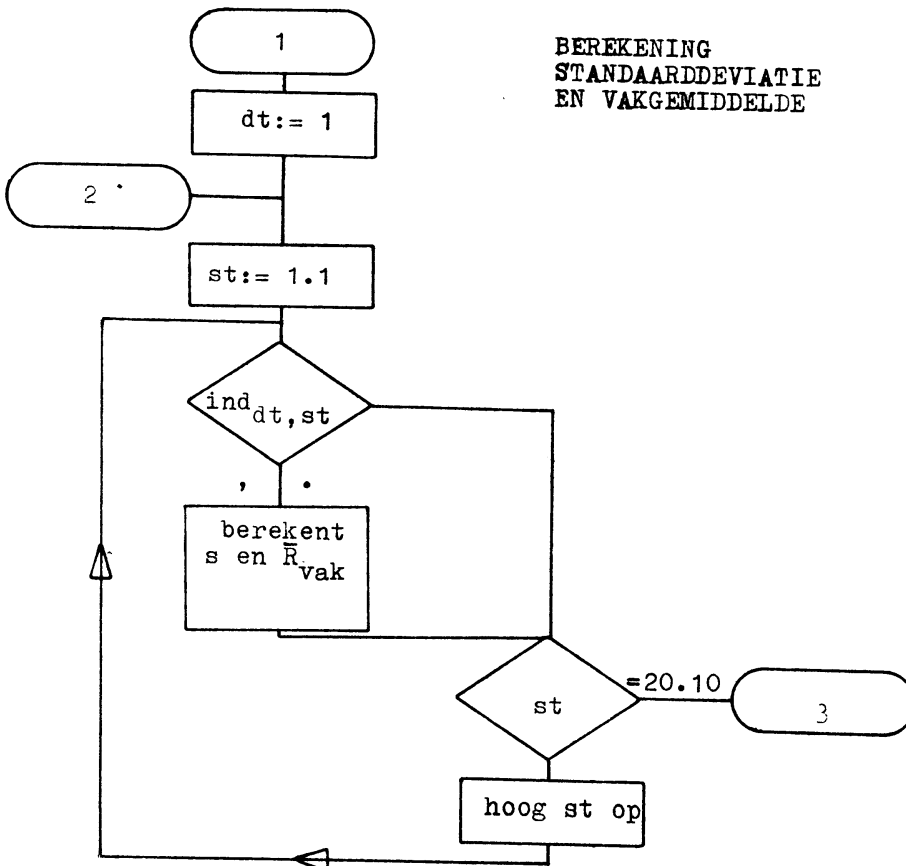 1
BEREKENING
STANDAARDDEVIATIE
EN VAKGEMIDDELDE
dt:= 1
2
st:= 1.1
ind dt,st
, .
berekent
s en R̅ vak
=20.10
st
3
hoog st op